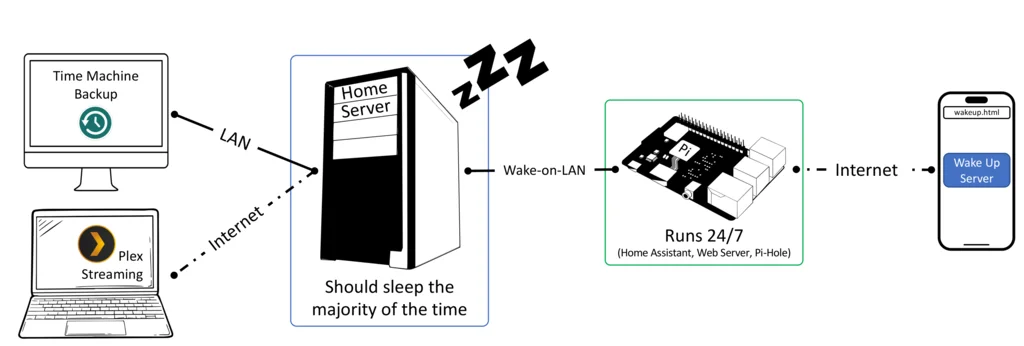 Time Machine
Backup
LAN
Internet
Plex
Streaming
Home
Server
zZZ
Should sleep the
majority of the time
Wake-on-LAN
Pi
Runs 24/7
(Home Assistant, Web Server, Pi-Hole)
Internet
wakeup.html
Wake Up
Server